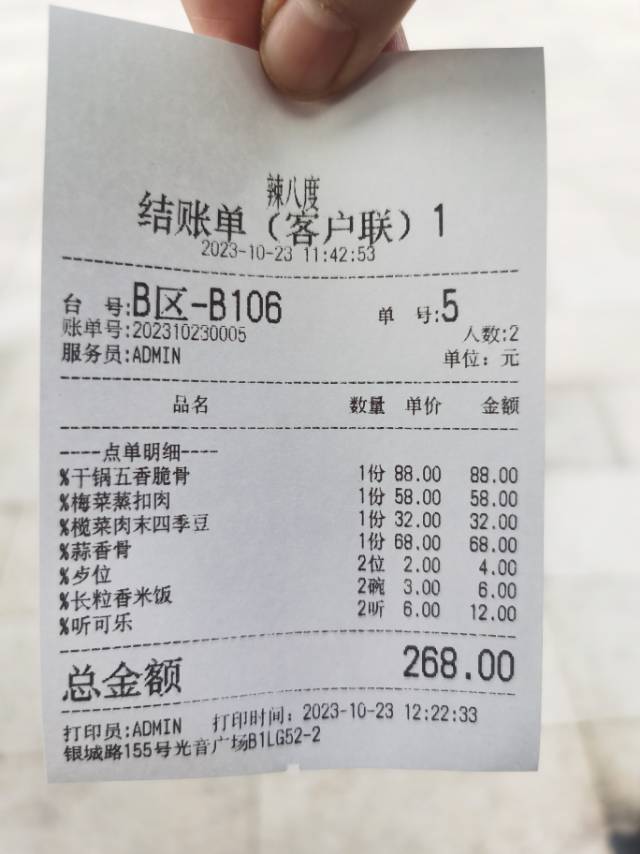 辣八度
结账单（客户联）1
2023-10-23 11:42:53
台 号:B区-B106 单 号:5
账单号:202310230005 人数:2
服务员:ADMIN 单位：元
品名 数量 单价 金额
----点单明细----
%干锅五香脆骨 1份 88.00 88.00
%梅菜蒸扣肉 1份 58.00 58.00
%榄菜肉末四季豆 1份 32.00 32.00
%蒜香骨 1份 68.00 68.00
%歺位 2位 2.00 4.00
%长粒香米饭 2碗 3.00 6.00
%听可乐 2听 6.00 12.00
总金额 268.00
打印员:ADMIN 打印时间：2023-10-23 12:22:33
银城路155号光音广场B1LG52-2